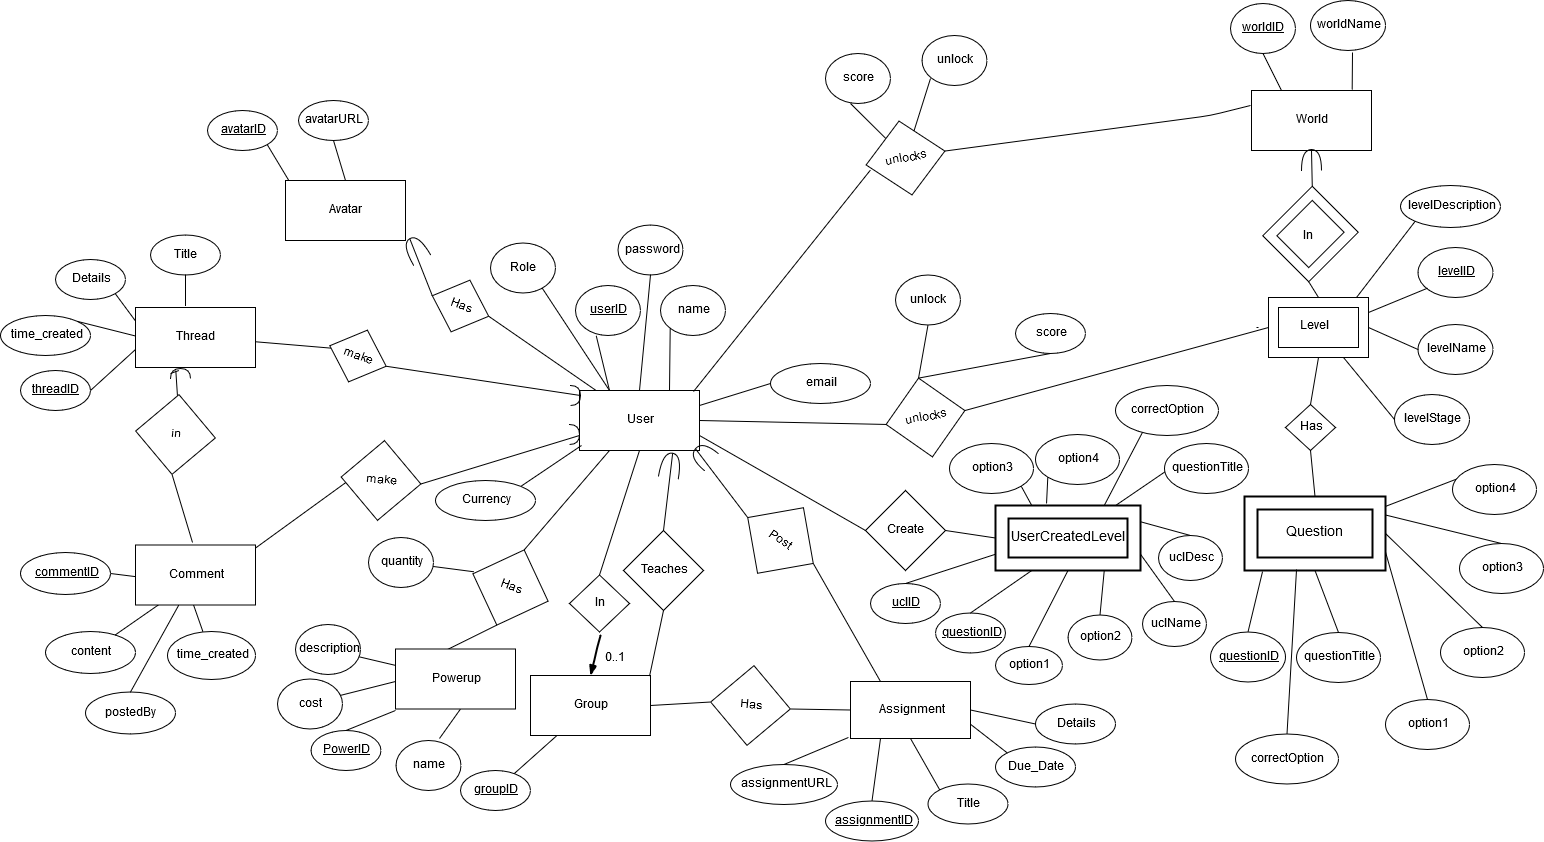 worldID
worldName
score
unlock
World
unlocks
avatarID
avatarURL
Avatar
In
levelDescription
levelID
levelName
levelStage
Level
Title
Details
time_created
threadID
Thread
Has
Role
userID
password
name
email
Currency
User
make
unlock
score
unlocks
in
make
Has
correctOption
option3
option4
questionTitle
Create
UserCreatedLevel
uclDesc
uclID
questionID
option1
option2
uclName
option4
Question
option3
option2
questionID
questionTitle
option1
correctOption
commentID
Comment
content
time_created
postedBy
quantity
Has
In
Teaches
Post
0..1
description
cost
PowerID
name
Powerup
Group
groupID
Has
Assignment
Details
Due_Date
Title
assignmentURL
assignmentID